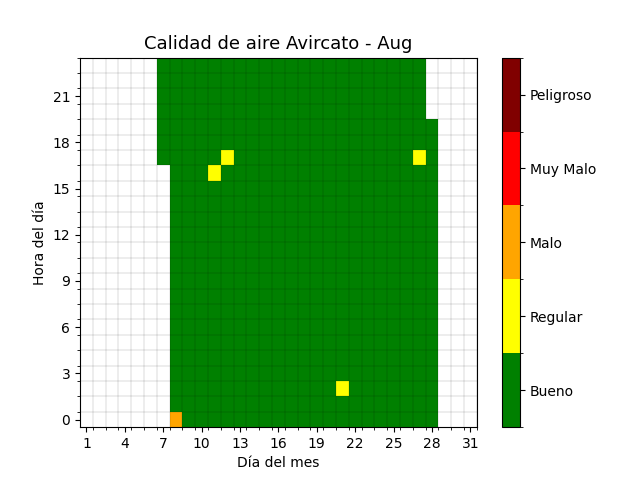 Calidad de aire Avircato - Aug
Hora del día
21
18
15
12
9
6
3
0
1 4 7 10 13 16 19 22 25 28 31
Día del mes
Peligroso
Muy Malo
Malo
Regular
Bueno